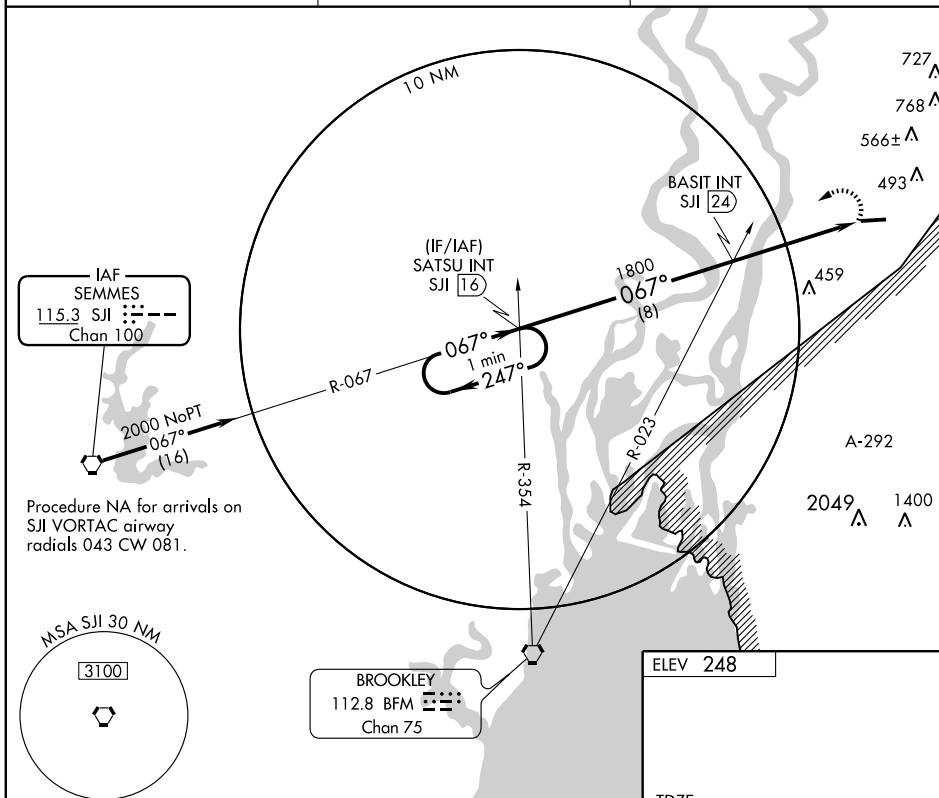 10 NM
727
768
566±
493
BASIT INT
SJI 24
(IF/IAF)
SATSU INT
SJI 16
1800
067°
(8)
459
IAF
SEMMES
115.3 SJI
Chan 100
067°
1 min
247°
R-067
2000 NoPT
067°
(16)
R-023
R-354
A-292
2049
1400
Procedure NA for arrivals on
SJI VORTAC airway
radials 043 CW 081.
MSA SJI 30 NM
3100
BROOKLEY
112.8 BFM
Chan 75
ELEV 248